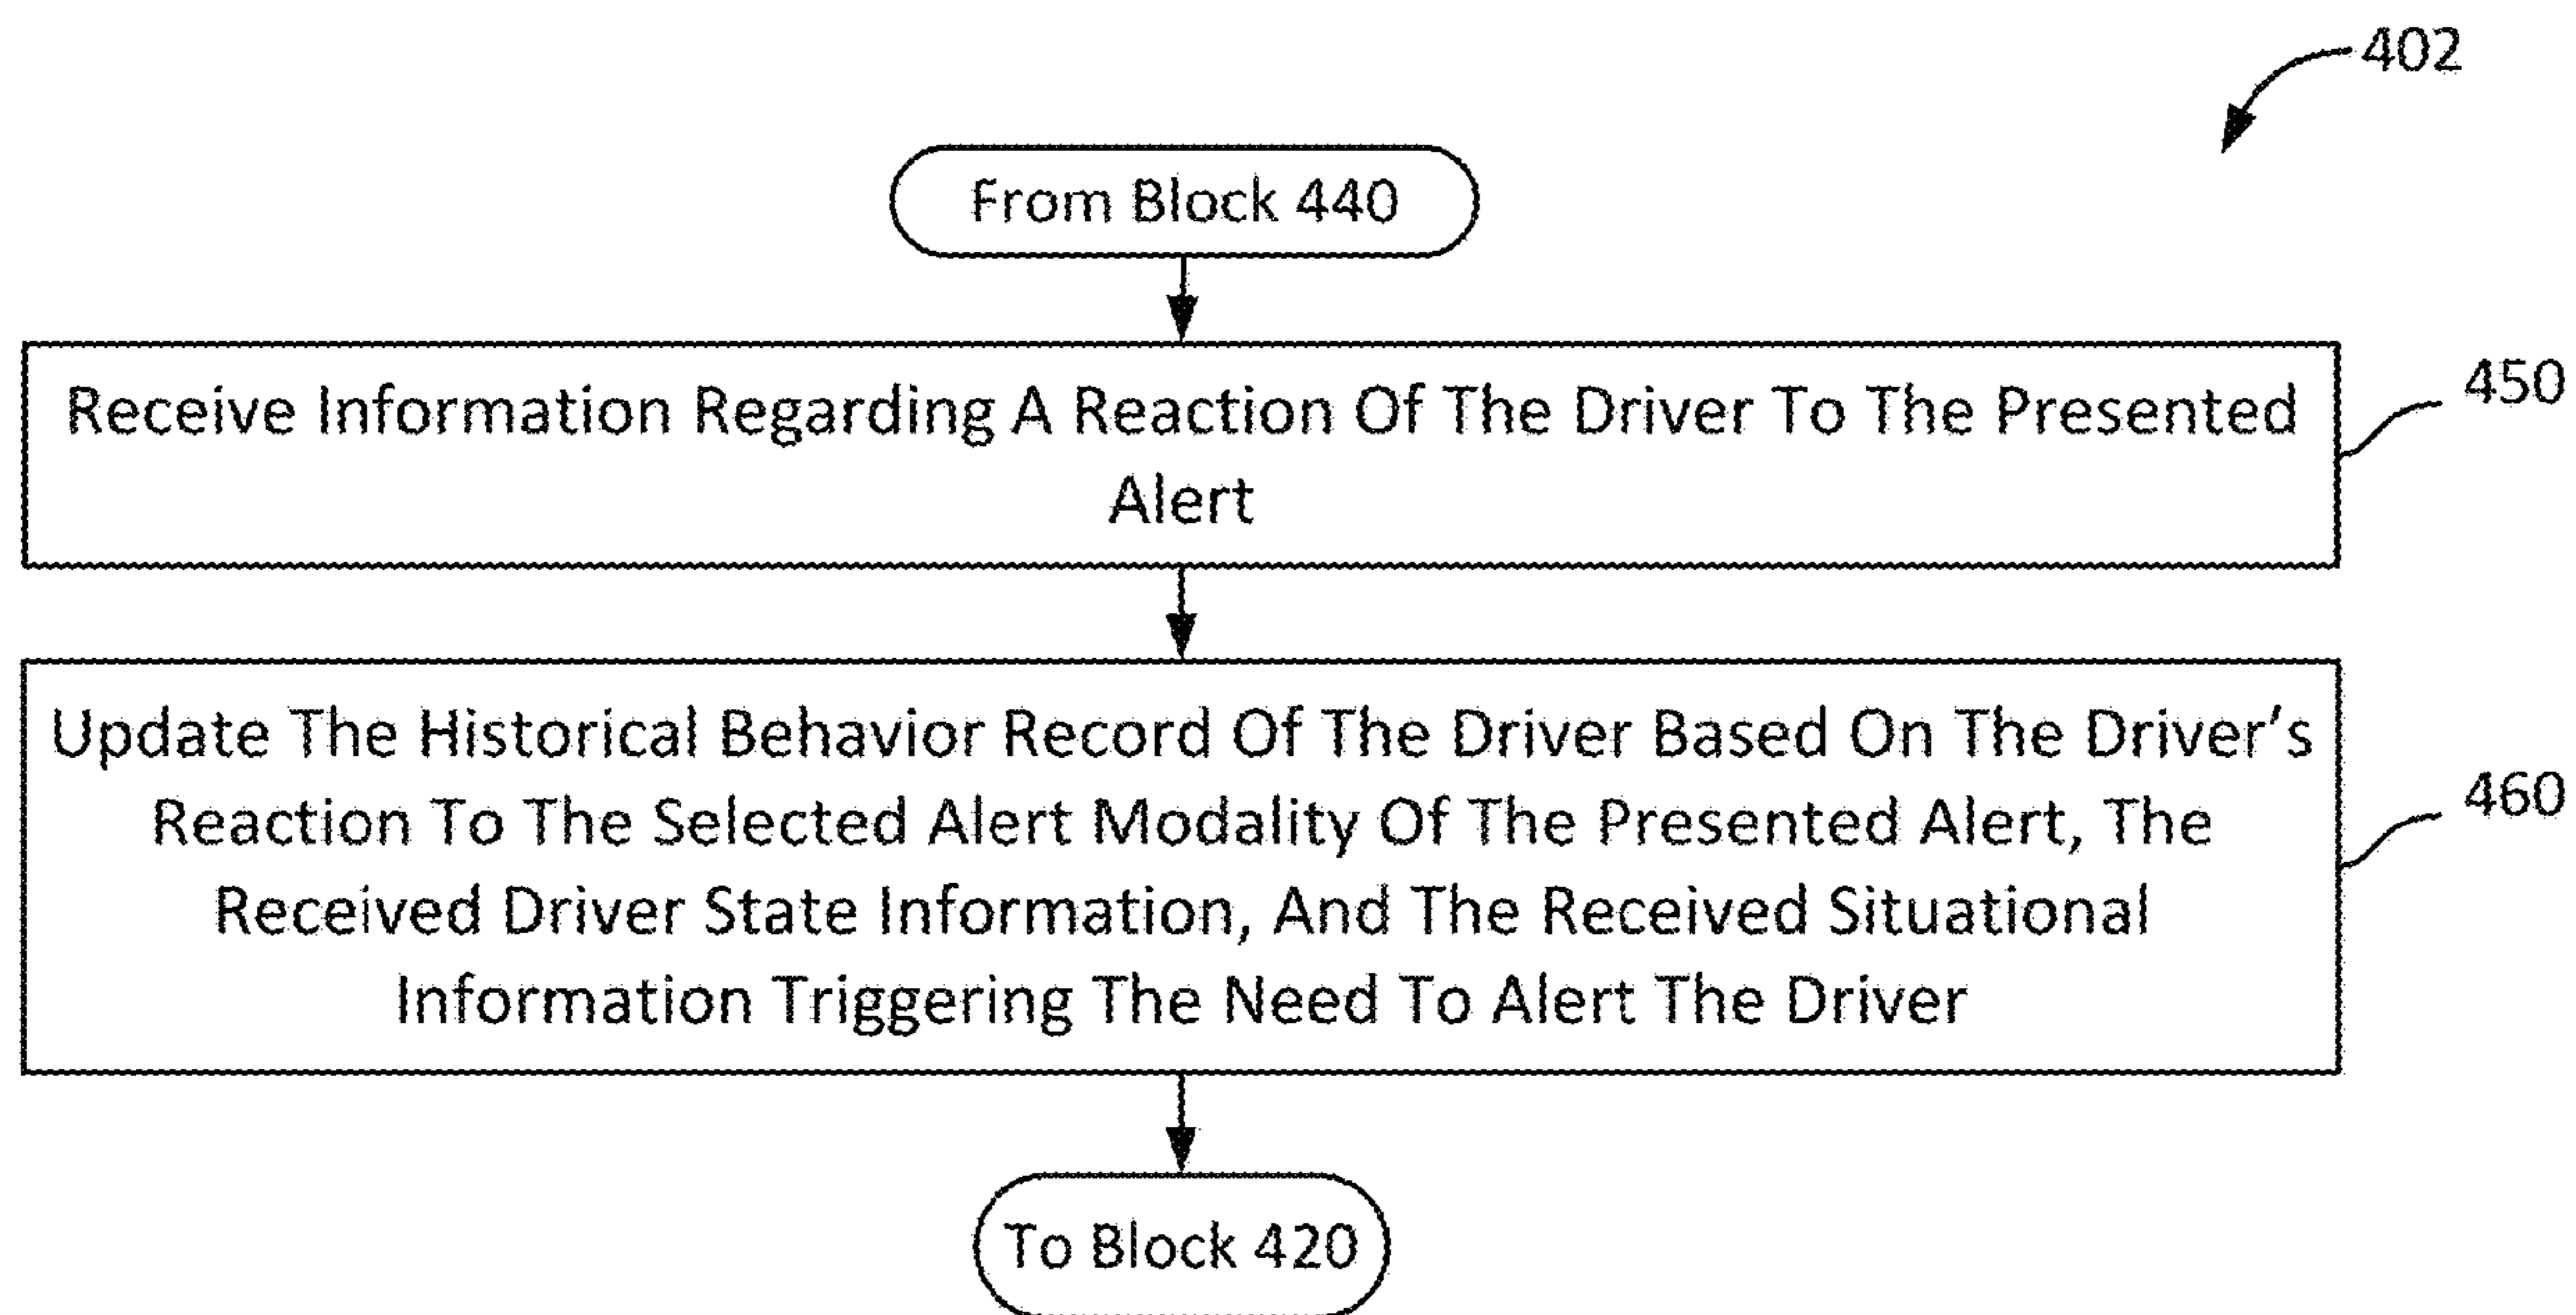 402
From Block 440
Receive Information Regarding A Reaction Of The Driver To The Presented
Alert
450
Update The Historical Behavior Record Of The Driver Based On The Driver’s
Reaction To The Selected Alert Modality Of The Presented Alert, The
Received Driver State Information, And The Received Situational
Information Triggering The Need To Alert The Driver
460
To Block 420